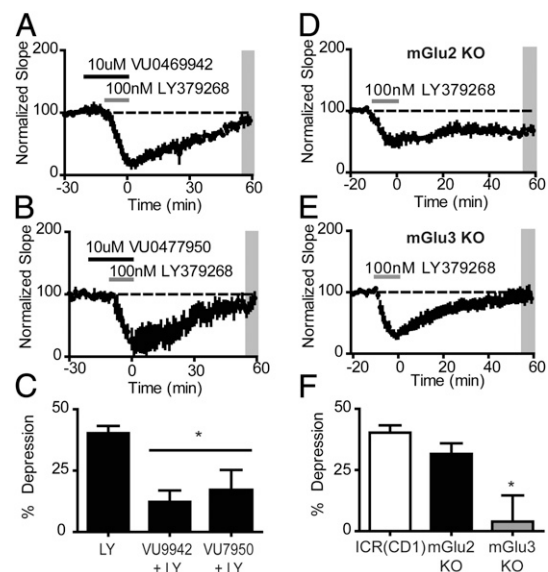 A
200
100
0
Normalized Slope
10uM VU0469942
100nM LY379268
-30 0 30 60
Time (min)
B
200
100
0
Normalized Slope
10uM VU0477950
100nM LY379268
-30 0 30 60
Time (min)
C
50
25
0
% Depression
*
LY
VU9942 + LY
VU7950 + LY
D
mGlu2 KO
200
100
0
Normalized Slope
100nM LY379268
-20 0 20 40 60
Time (min)
E
mGlu3 KO
200
100
0
Normalized Slope
100nM LY379268
-20 0 20 40 60
Time (min)
F
50
25
0
% Depression
*
ICR(CD1)
mGlu2 KO
mGlu3 KO